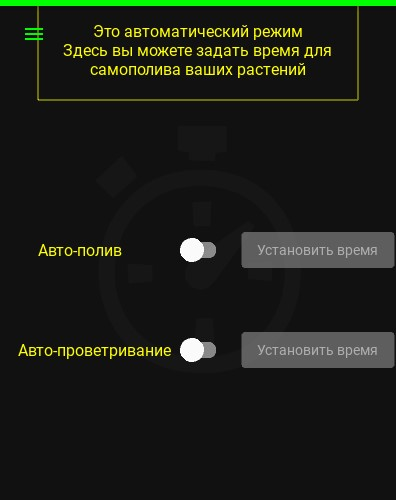 Это автоматический режим
Здесь вы можете задать время для
самополива ваших растений
Авто-полив
Установить время
Авто-проветривание
Установить время